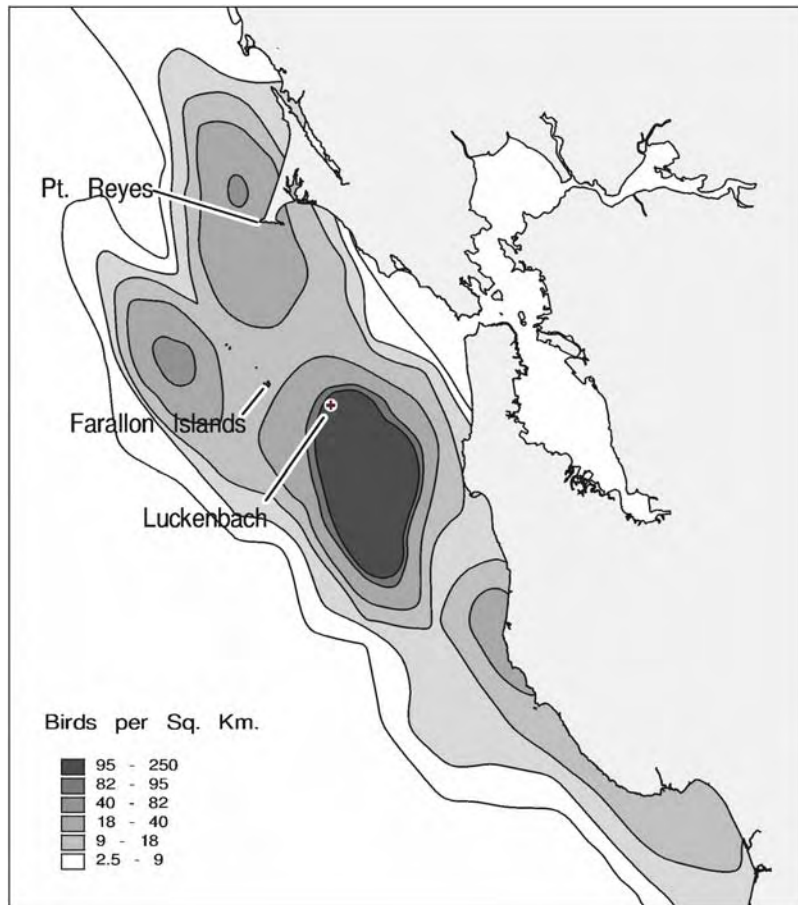 Pt. Reyes
Farallon Islands
Luckenbach
Birds per Sq. Km.
95 - 250
82 - 95
40 - 82
18 - 40
9 - 18
2.5 - 9